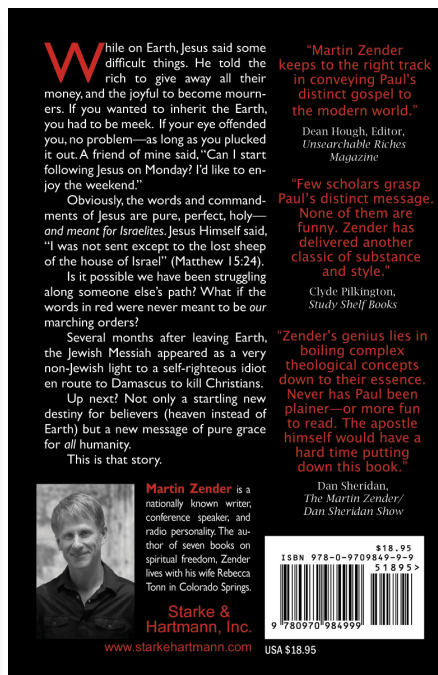 While on Earth, Jesus said some
difficult things. He told the
rich to give away all their
money, and the joyful to become mourn-
ers. If you wanted to inherit the Earth,
you had to be meek. If your eye offended
you, no problem—as long as you plucked
it out. A friend of mine said, “Can I start
following Jesus on Monday? I’d like to en-
joy the weekend.”
Obviously, the words and command-
ments of Jesus are pure, perfect, holy—
and meant for Israelites. Jesus Himself said,
“I was not sent except to the lost sheep
of the house of Israel” (Matthew 15:24).
Is it possible we have been struggling
along someone else’s path? What if the
words in red were never meant to be our
marching orders?
Several months after leaving Earth,
the Jewish Messiah appeared as a very
non-Jewish light to a self-righteous idiot
en route to Damascus to kill Christians.
Up next? Not only a startling new
destiny for believers (heaven instead of
Earth) but a new message of pure grace
for all humanity.
This is that story.
Martin Zender is a
nationally known writer,
conference speaker, and
radio personality. The au-
thor of seven books on
spiritual freedom, Zender
lives with his wife Rebecca
Tonn in Colorado Springs.
Starke &
Hartmann, Inc.
www.starkehartmann.com
“Martin Zender
keeps to the right track
in conveying Paul’s
distinct gospel to
the modern world.”
Dean Hough, Editor,
Unsearchable Riches
Magazine
“Few scholars grasp
Paul’s distinct message.
None of them are
funny. Zender has
delivered another
classic of substance
and style.”
Clyde Pilkington,
Study Shelf Books
“Zender’s genius lies in
boiling complex
theological concepts
down to their essence.
Never has Paul been
plainer—or more fun
to read. The apostle
himself would have a
hard time putting
down this book.”
Dan Sheridan,
The Martin Zender/
Dan Sheridan Show
$18.95
ISBN 978-0-9709849-9-9
51895>
9 780970 984999
USA $18.95